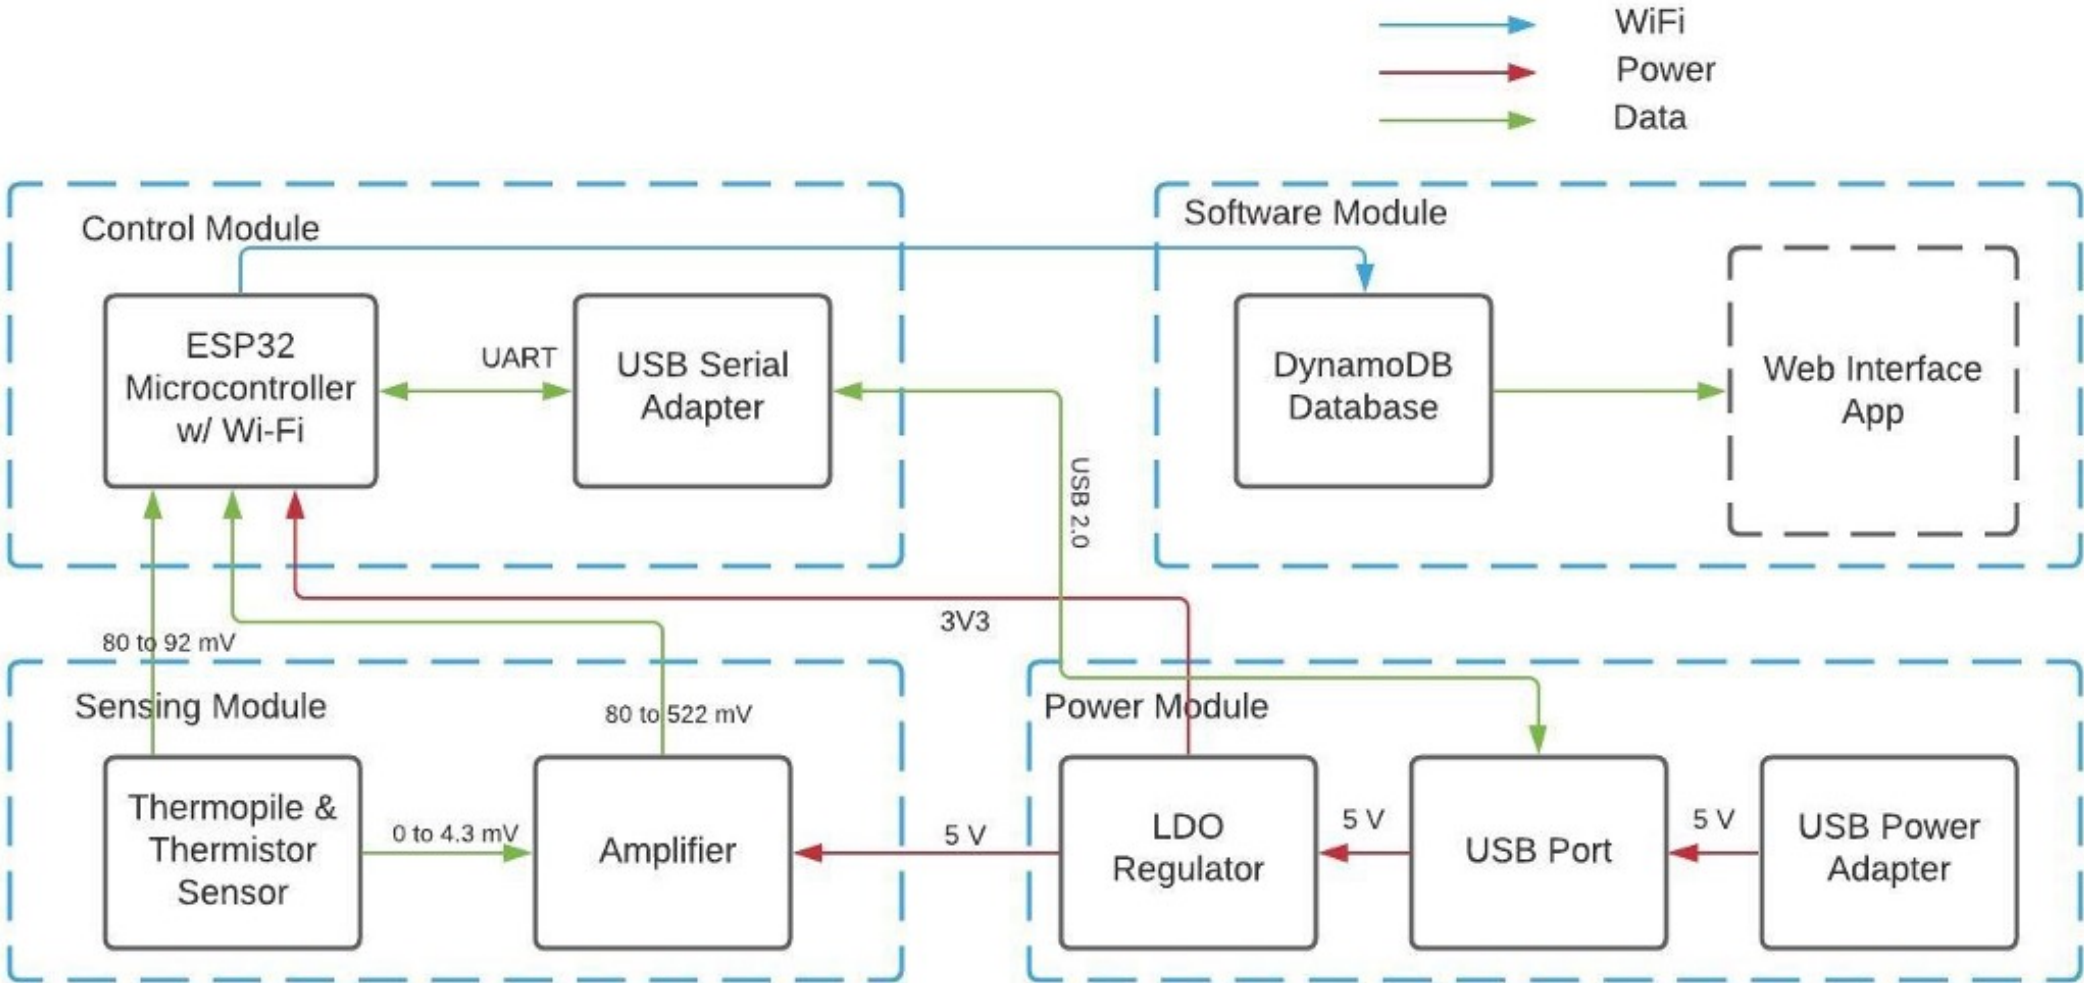 WiFi
Power
Data
Control Module
Software Module
ESP32
Microcontroller
w/ Wi-Fi
UART
USB Serial
Adapter
DynamoDB
Database
Web Interface
App
USB 2.0
3V3
80 to 92 mV
Sensing Module
80 to 522 mV
Power Module
Thermopile &
Thermistor
Sensor
0 to 4.3 mV
Amplifier
5 V
LDO
Regulator
5 V
USB Port
5 V
USB Power
Adapter